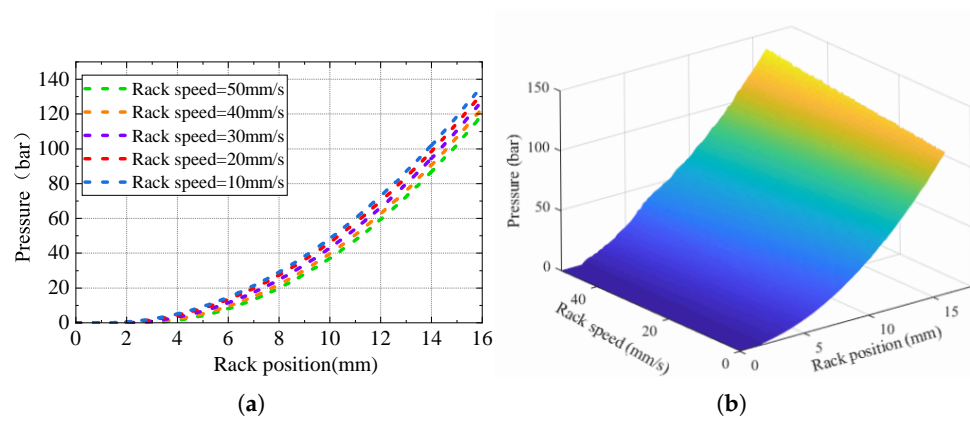 (a)
150
140
120
100
80
60
40
20
0
Pressure（bar）
Rack speed=50mm/s
Rack speed=40mm/s
Rack speed=30mm/s
Rack speed=20mm/s
Rack speed=10mm/s
0 2 4 6 8 10 12 14 16
Rack position(mm)
150
100
50
0
Pressure (bar)
40
20
0
Rack speed (mm/s)
0
5
10
15
Rack position (mm)
(b)